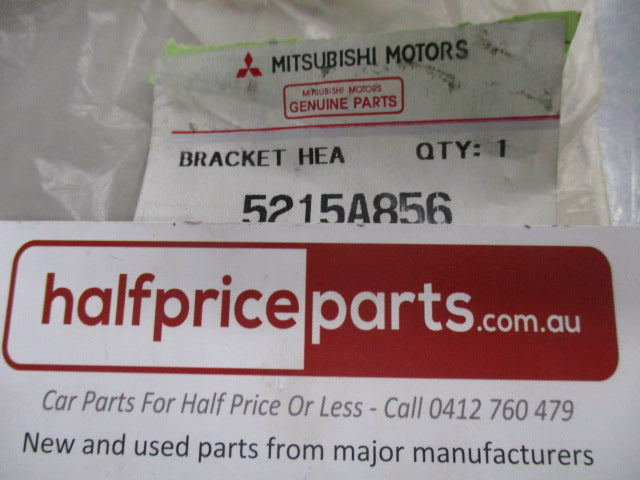 MITSUBISHI MOTORS
MITSUBISHI MOTORS
GENUINE PARTS
BRACKET HEA QTY: 1
5215A856
halfpriceparts.com.au
Car Parts For Half Price Or Less - Call 0412 760 479
New and used parts from major manufacturers